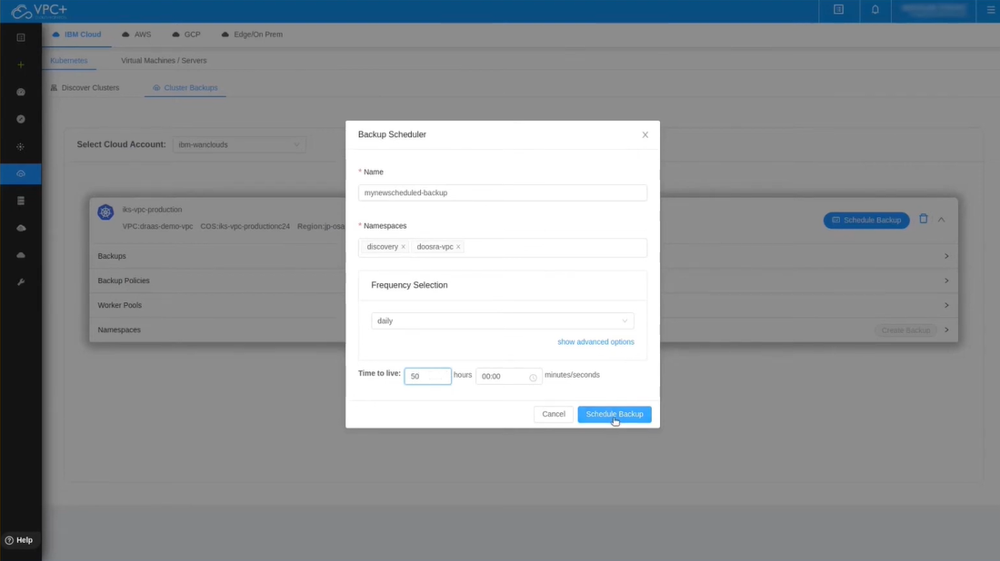 VPC+
IBM Cloud AWS GCP Edge/On Prem
Kubernetes Virtual Machines / Servers
Discover Clusters Cluster Backups
Select Cloud Account: ibm-wanclouds
iks-vpc-production
VPC:draas-demo-vpc COS:iks-vpc-productionc24 Region:jp-osa
Schedule Backup
Backups
Backup Policies
Worker Pools
Namespaces Create Backup
Backup Scheduler
* Name
mynewscheduled-backup
* Namespaces
discovery × doosra-vpc ×
Frequency Selection
daily
show advanced options
Time to live: 50 hours 00:00 minutes/seconds
Cancel Schedule Backup
Help